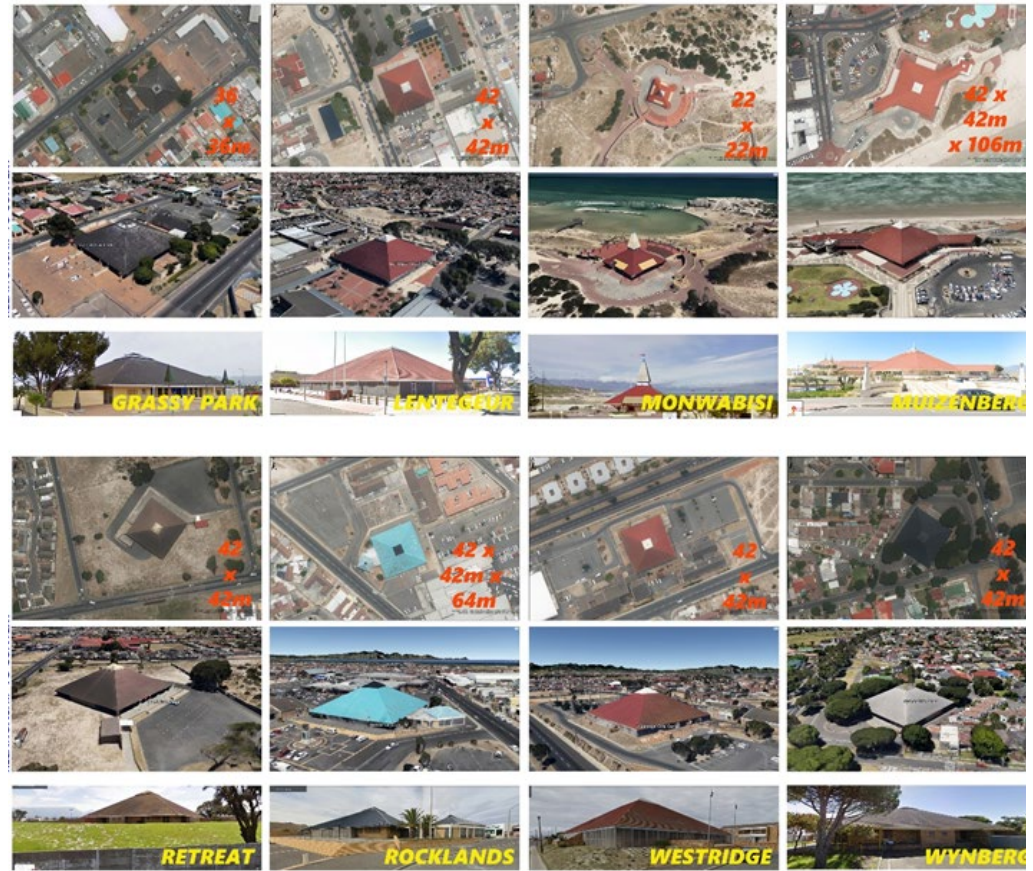 36
x
36m
42
x
42m
22
x
22m
42 x
42m
x 106m
GRASSY PARK
LENTEGEUR
MONWABISI
MUIZENBERG
42
x
42m
42 x
42m x
64m
42
x
42m
42
x
42m
RETREAT
ROCKLANDS
WESTRIDGE
WYNBERG